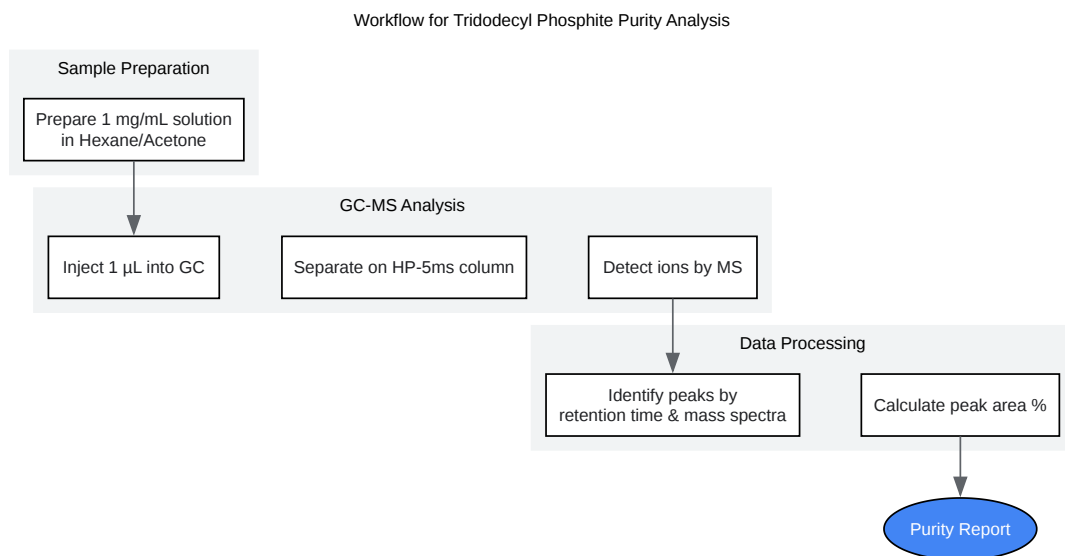 Workflow for Tridodecyl Phosphite Purity Analysis
Sample Preparation
Prepare 1 mg/mL solution
in Hexane/Acetone
GC-MS Analysis
Inject 1 µL into GC
Separate on HP-5ms column
Detect ions by MS
Data Processing
Identify peaks by
retention time & mass spectra
Calculate peak area %
Purity Report